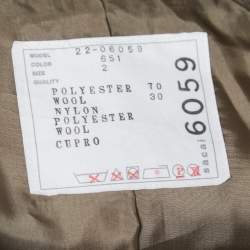 MODEL 22-06059
COLOR 651
SIZE 2
QUALITY
POLYESTER 70
WOOL 30
NYLON
POLYESTER
WOOL
CUPRO
sacai 6059